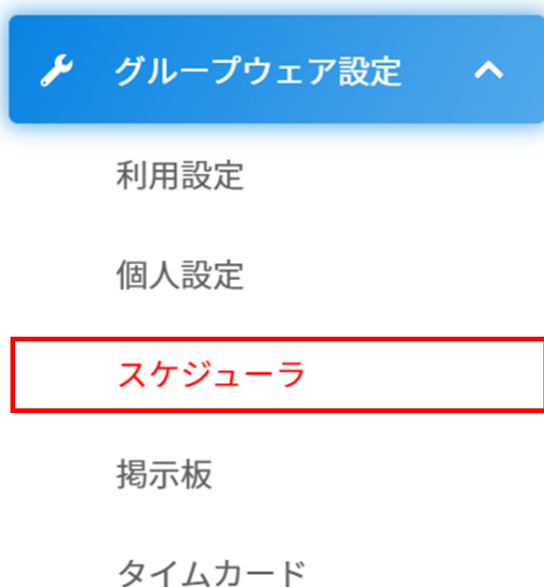 グループウェア設定
利用設定
個人設定
スケジューラ
掲示板
タイムカード